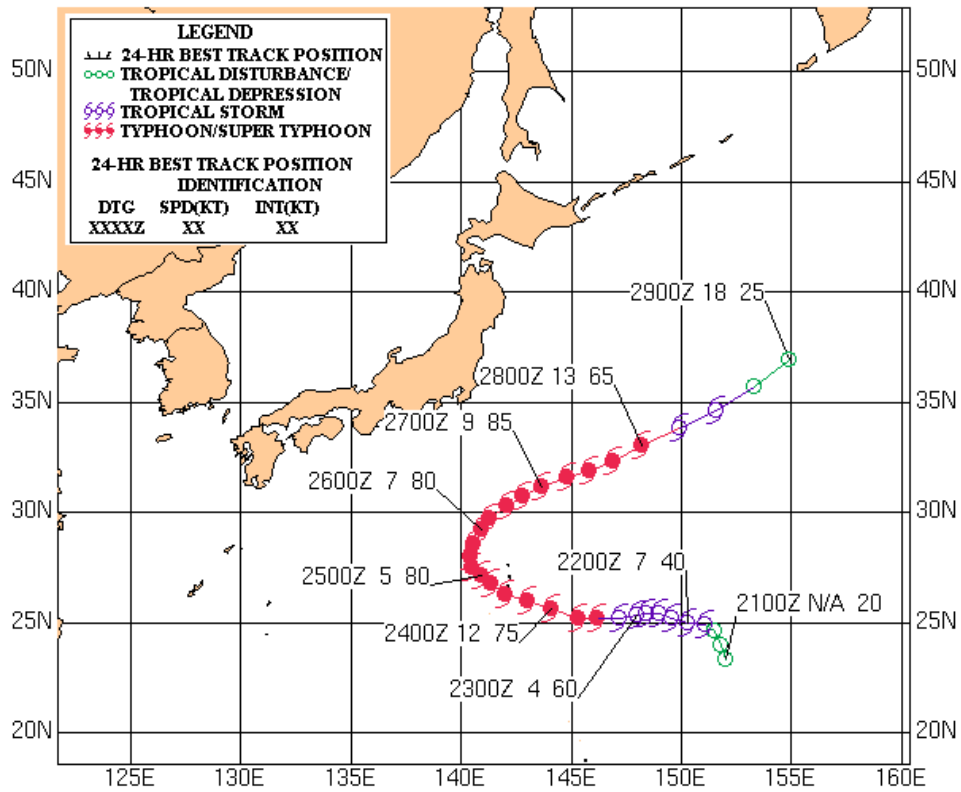 LEGEND
24-HR BEST TRACK POSITION
TROPICAL DISTURBANCE/
TROPICAL DEPRESSION
TROPICAL STORM
TYPHOON/SUPER TYPHOON
24-HR BEST TRACK POSITION
IDENTIFICATION
DTG SPD(KT) INT(KT)
XXXXZ XX XX
50N 50N
45N 45N
40N 40N
2900Z 18 25
2800Z 13 65
35N 35N
2700Z 9 85
2600Z 7 80
30N 30N
2500Z 5 80
2200Z 7 40
2100Z N/A 20
25N 25N
2400Z 12 75
2300Z 4 60
20N 20N
125E 130E 135E 140E 145E 150E 155E 160E